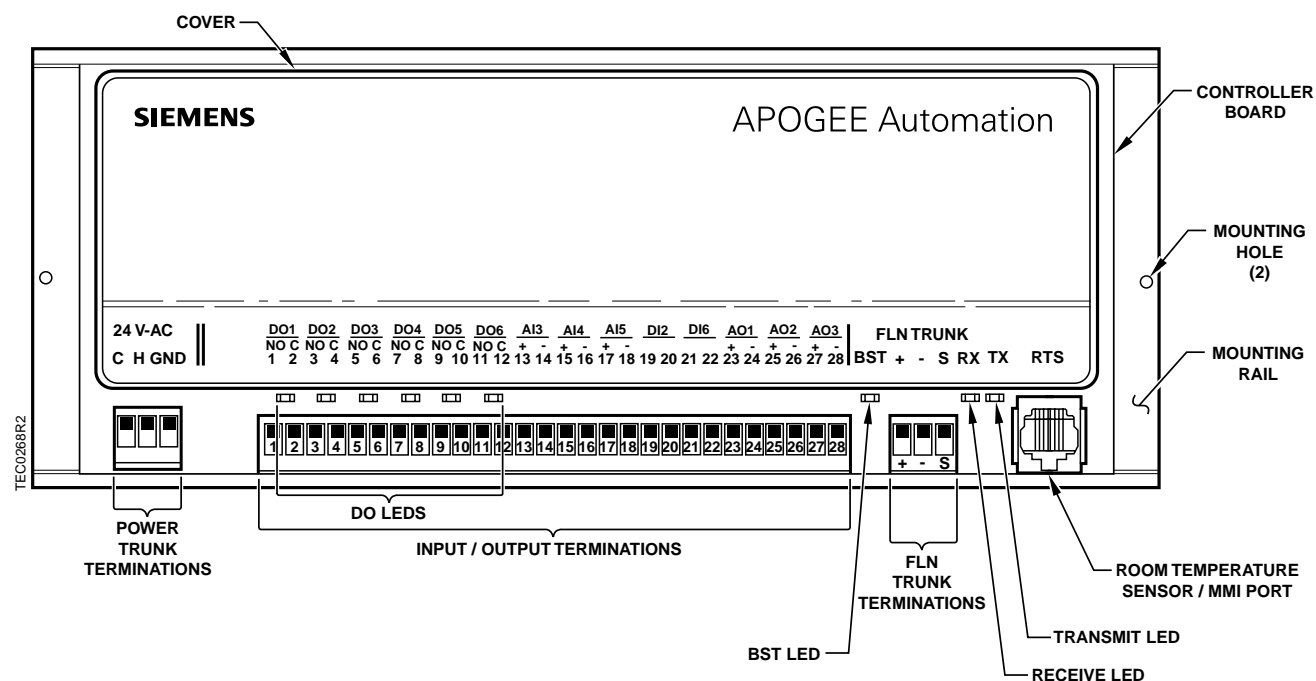 COVER
SIEMENS
APOGEE Automation
CONTROLLER
BOARD
MOUNTING
HOLE
(2)
MOUNTING
RAIL
24 V-AC
C H GND
DO1 DO2 DO3 DO4 DO5 DO6 AI3 AI4 AI5 DI2 DI6 AO1 AO2 AO3
NO C NO C NO C NO C NO C NO C + - + - + - + - + - + -
1 2 3 4 5 6 7 8 9 10 11 12 13 14 15 16 17 18 19 20 21 22 23 24 25 26 27 28
FLN TRUNK
BST + - S RX TX RTS
1 2 3 4 5 6 7 8 9 10 11 12 13 14 15 16 17 18 19 20 21 22 23 24 25 26 27 28
+ - S
TEC0268R2
DO LEDS
POWER
TRUNK
TERMINATIONS
INPUT / OUTPUT TERMINATIONS
FLN
TRUNK
TERMINATIONS
ROOM TEMPERATURE
SENSOR / MMI PORT
TRANSMIT LED
BST LED
RECEIVE LED